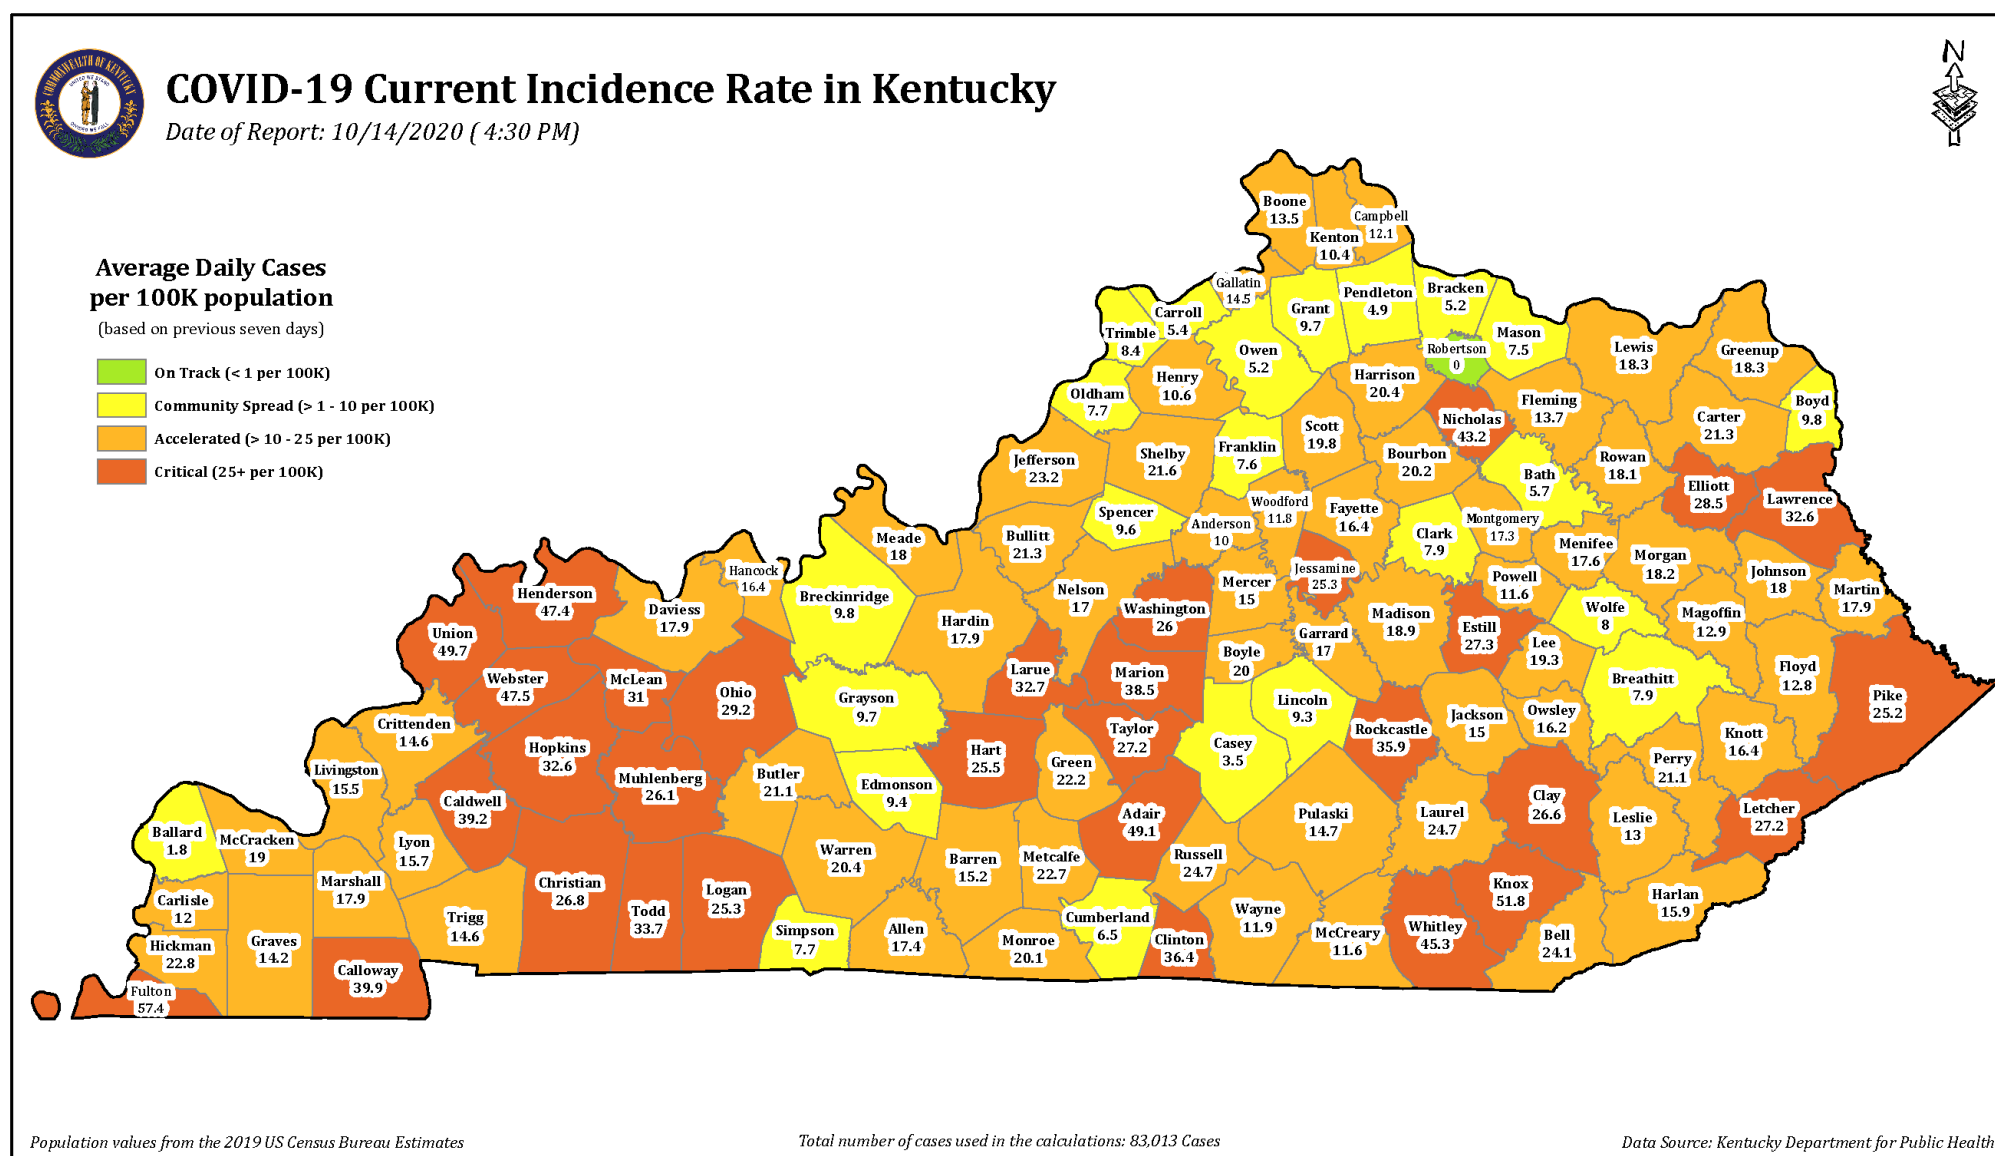 COMMONWEALTH OF KENTUCKY
UNITED WE STAND
DIVIDED WE FALL
COVID-19 Current Incidence Rate in Kentucky
Date of Report: 10/14/2020 ( 4:30 PM)
N
Average Daily Cases
per 100K population
(based on previous seven days)
On Track (< 1 per 100K)
Community Spread (> 1 - 10 per 100K)
Accelerated (> 10 - 25 per 100K)
Critical (25+ per 100K)
Boone
13.5
Campbell
12.1
Kenton
10.4
Gallatin
14.5
Grant
9.7
Pendleton
4.9
Bracken
5.2
Carroll
5.4
Trimble
8.4
Owen
5.2
Mason
7.5
Robertson
0
Lewis
18.3
Greenup
18.3
Henry
10.6
Oldham
7.7
Harrison
20.4
Nicholas
43.2
Fleming
13.7
Carter
21.3
Boyd
9.8
Scott
19.8
Franklin
7.6
Shelby
21.6
Jefferson
23.2
Bourbon
20.2
Bath
5.7
Rowan
18.1
Elliott
28.5
Lawrence
32.6
Spencer
9.6
Anderson
10
Woodford
11.8
Fayette
16.4
Montgomery
17.3
Clark
7.9
Menifee
17.6
Morgan
18.2
Johnson
18
Martin
17.9
Meade
18
Bullitt
21.3
Hancock
16.4
Henderson
47.4
Daviess
17.9
Breckinridge
9.8
Hardin
17.9
Nelson
17
Washington
26
Mercer
15
Jessamine
25.3
Powell
11.6
Wolfe
8
Magoffin
12.9
Madison
18.9
Estill
27.3
Garrard
17
Boyle
20
Lee
19.3
Union
49.7
Webster
47.5
McLean
31
Ohio
29.2
Grayson
9.7
Larue
32.7
Marion
38.5
Lincoln
9.3
Breathitt
7.9
Floyd
12.8
Pike
25.2
Crittenden
14.6
Hopkins
32.6
Muhlenberg
26.1
Butler
21.1
Edmonson
9.4
Hart
25.5
Green
22.2
Taylor
27.2
Casey
3.5
Rockcastle
35.9
Jackson
15
Owsley
16.2
Perry
21.1
Knott
16.4
Livingston
15.5
Caldwell
39.2
Lyon
15.7
Ballard
1.8
McCracken
19
Adair
49.1
Pulaski
14.7
Laurel
24.7
Clay
26.6
Leslie
13
Letcher
27.2
Carlisle
12
Marshall
17.9
Christian
26.8
Todd
33.7
Logan
25.3
Warren
20.4
Barren
15.2
Metcalfe
22.7
Russell
24.7
Knox
51.8
Harlan
15.9
Hickman
22.8
Graves
14.2
Trigg
14.6
Simpson
7.7
Allen
17.4
Monroe
20.1
Cumberland
6.5
Clinton
36.4
Wayne
11.9
McCreary
11.6
Whitley
45.3
Bell
24.1
Fulton
57.4
Calloway
39.9
Population values from the 2019 US Census Bureau Estimates
Total number of cases used in the calculations: 83,013 Cases
Data Source: Kentucky Department for Public Health